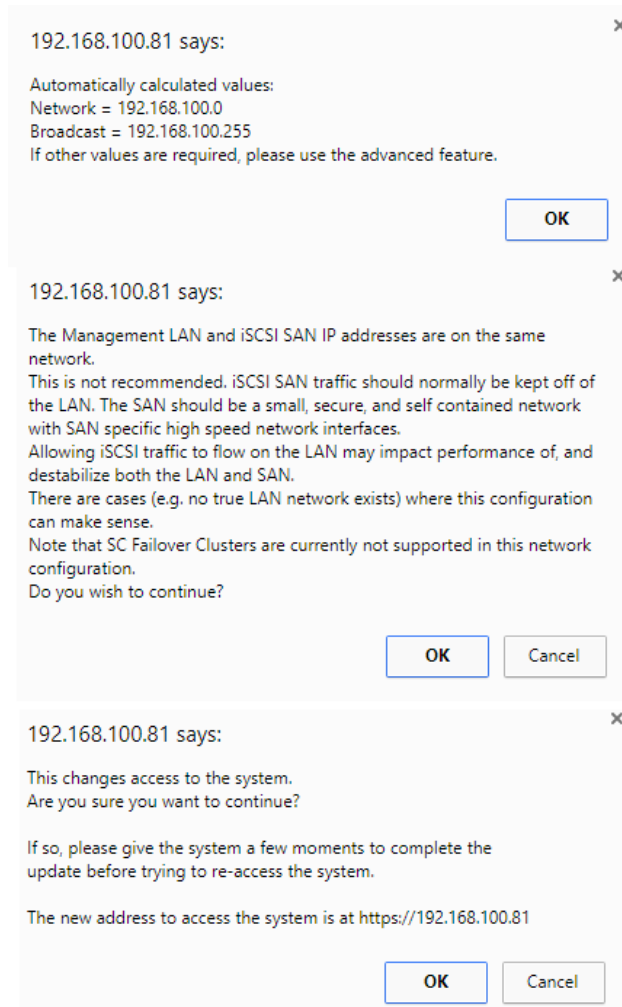 192.168.100.81 says:
Automatically calculated values:
Network = 192.168.100.0
Broadcast = 192.168.100.255
If other values are required, please use the advanced feature.
OK
192.168.100.81 says:
The Management LAN and iSCSI SAN IP addresses are on the same
network.
This is not recommended. iSCSI SAN traffic should normally be kept off of
the LAN. The SAN should be a small, secure, and self contained network
with SAN specific high speed network interfaces.
Allowing iSCSI traffic to flow on the LAN may impact performance of, and
destabilize both the LAN and SAN.
There are cases (e.g. no true LAN network exists) where this configuration
can make sense.
Note that SC Failover Clusters are currently not supported in this network
configuration.
Do you wish to continue?
OK Cancel
192.168.100.81 says:
This changes access to the system.
Are you sure you want to continue?
If so, please give the system a few moments to complete the
update before trying to re-access the system.
The new address to access the system is at https://192.168.100.81
OK Cancel